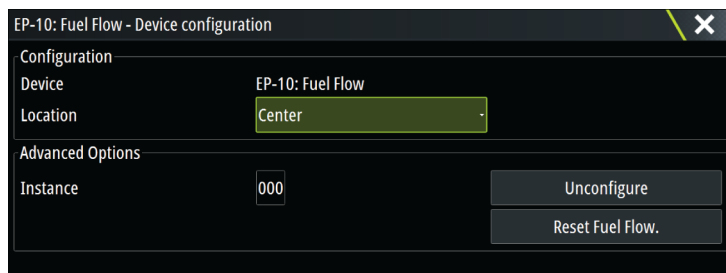 EP-10: Fuel Flow - Device configuration
Configuration
Device EP-10: Fuel Flow
Location Center
Advanced Options
Instance 000 Unconfigure
Reset Fuel Flow.